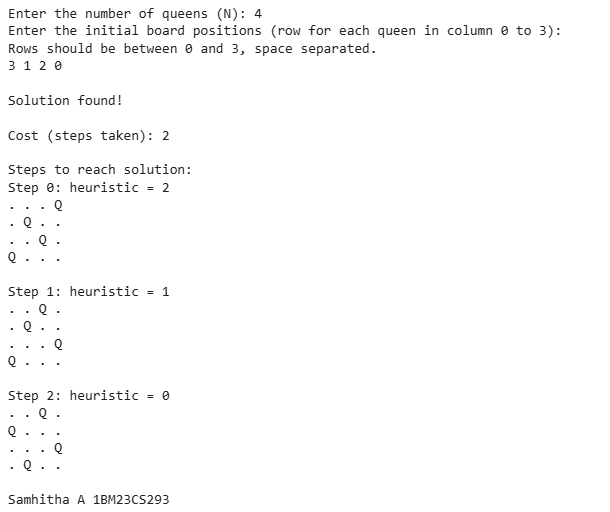 Enter the number of queens (N): 4
Enter the initial board positions (row for each queen in column 0 to 3):
Rows should be between 0 and 3, space separated.
3 1 2 0
Solution found!
Cost (steps taken): 2
Steps to reach solution:
Step 0: heuristic = 2
. . . Q
. Q . .
. . Q .
Q . . .
Step 1: heuristic = 1
. . Q .
. Q . .
. . . Q
Q . . .
Step 2: heuristic = 0
. . Q .
Q . . .
. . . Q
. Q . .
Samhitha A 1BM23CS293